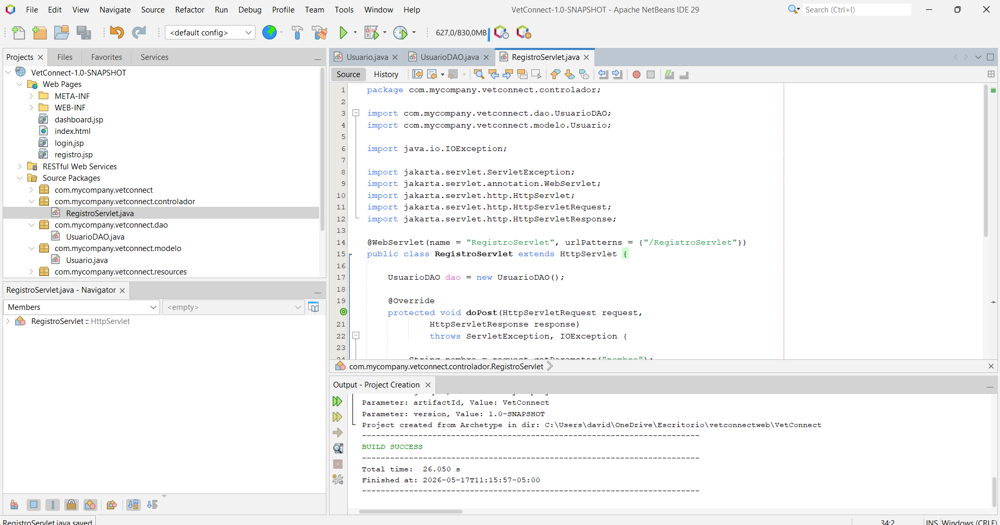 File Edit View Navigate Source Refactor Run Debug Profile Team Tools Window Help
VetConnect-1.0-SNAPSHOT - Apache NetBeans IDE 29
Search (Ctrl+I)
<default config>
627,0/830,0MB
Projects
Files
Favorites
Services
VetConnect-1.0-SNAPSHOT
Web Pages
META-INF
WEB-INF
dashboard.jsp
index.html
login.jsp
registro.jsp
RESTful Web Services
Source Packages
com.mycompany.vetconnect
com.mycompany.vetconnect.controlador
RegistroServlet.java
com.mycompany.vetconnect.dao
UsuarioDAO.java
com.mycompany.vetconnect.modelo
Usuario.java
com.mycompany.vetconnect.resources
RegistroServlet.java - Navigator
Members
<empty>
RegistroServlet :: HttpServlet
Usuario.java
UsuarioDAO.java
RegistroServlet.java
Source
History
1 package com.mycompany.vetconnect.controlador;
2
3 import com.mycompany.vetconnect.dao.UsuarioDAO;
4 import com.mycompany.vetconnect.modelo.Usuario;
5
6 import java.io.IOException;
7
8 import jakarta.servlet.ServletException;
9 import jakarta.servlet.annotation.WebServlet;
10 import jakarta.servlet.http.HttpServlet;
11 import jakarta.servlet.http.HttpServletRequest;
12 import jakarta.servlet.http.HttpServletResponse;
13
14 @WebServlet(name = "RegistroServlet", urlPatterns = {"/RegistroServlet"})
15 public class RegistroServlet extends HttpServlet {
16
17 UsuarioDAO dao = new UsuarioDAO();
18
19 @Override
protected void doPost(HttpServletRequest request,
21 HttpServletResponse response)
22 throws ServletException, IOException {
23
24 String nombre = request.getParameter("nombre");
com.mycompany.vetconnect.controlador.RegistroServlet
Output - Project Creation
Parameter: artifactId, Value: VetConnect
Parameter: version, Value: 1.0-SNAPSHOT
Project created from Archetype in dir: C:\Users\david\OneDrive\Escritorio\vetconnectweb\VetConnect
------------------------------------------------------------------------
BUILD SUCCESS
------------------------------------------------------------------------
Total time:  26.050 s
Finished at: 2026-05-17T11:15:57-05:00
------------------------------------------------------------------------
RegistroServlet.java saved
34:2
INS
Windows (CRLF)